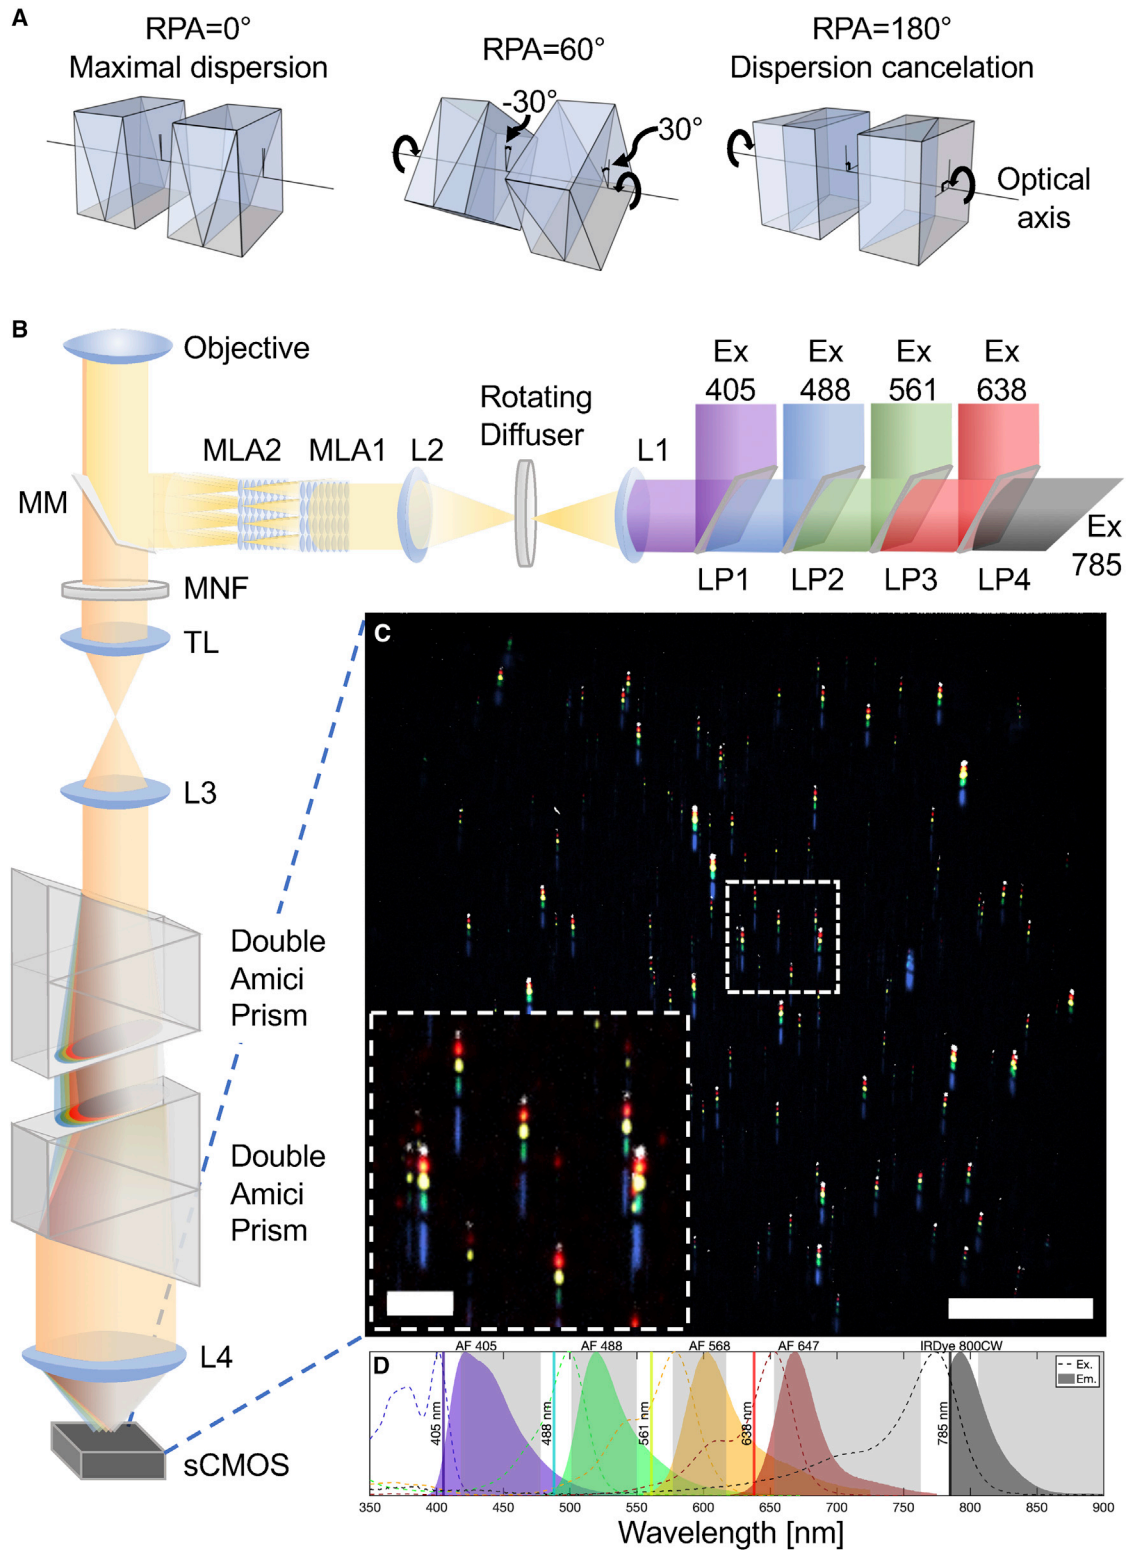 A
RPA=0°
Maximal dispersion
RPA=60°
-30°
30°
RPA=180°
Dispersion cancelation
Optical
axis
B
Objective
MM
MLA2
MLA1
L2
Rotating
Diffuser
L1
Ex
405
Ex
488
Ex
561
Ex
638
Ex
785
LP1
LP2
LP3
LP4
MNF
TL
L3
Double
Amici
Prism
Double
Amici
Prism
L4
sCMOS
C
D
AF 405
AF 488
AF 568
AF 647
IRDye 800CW
Ex.
Em.
405 nm
488 nm
561 nm
638 nm
785 nm
350 400 450 500 550 600 650 700 750 800 850 900
Wavelength [nm]